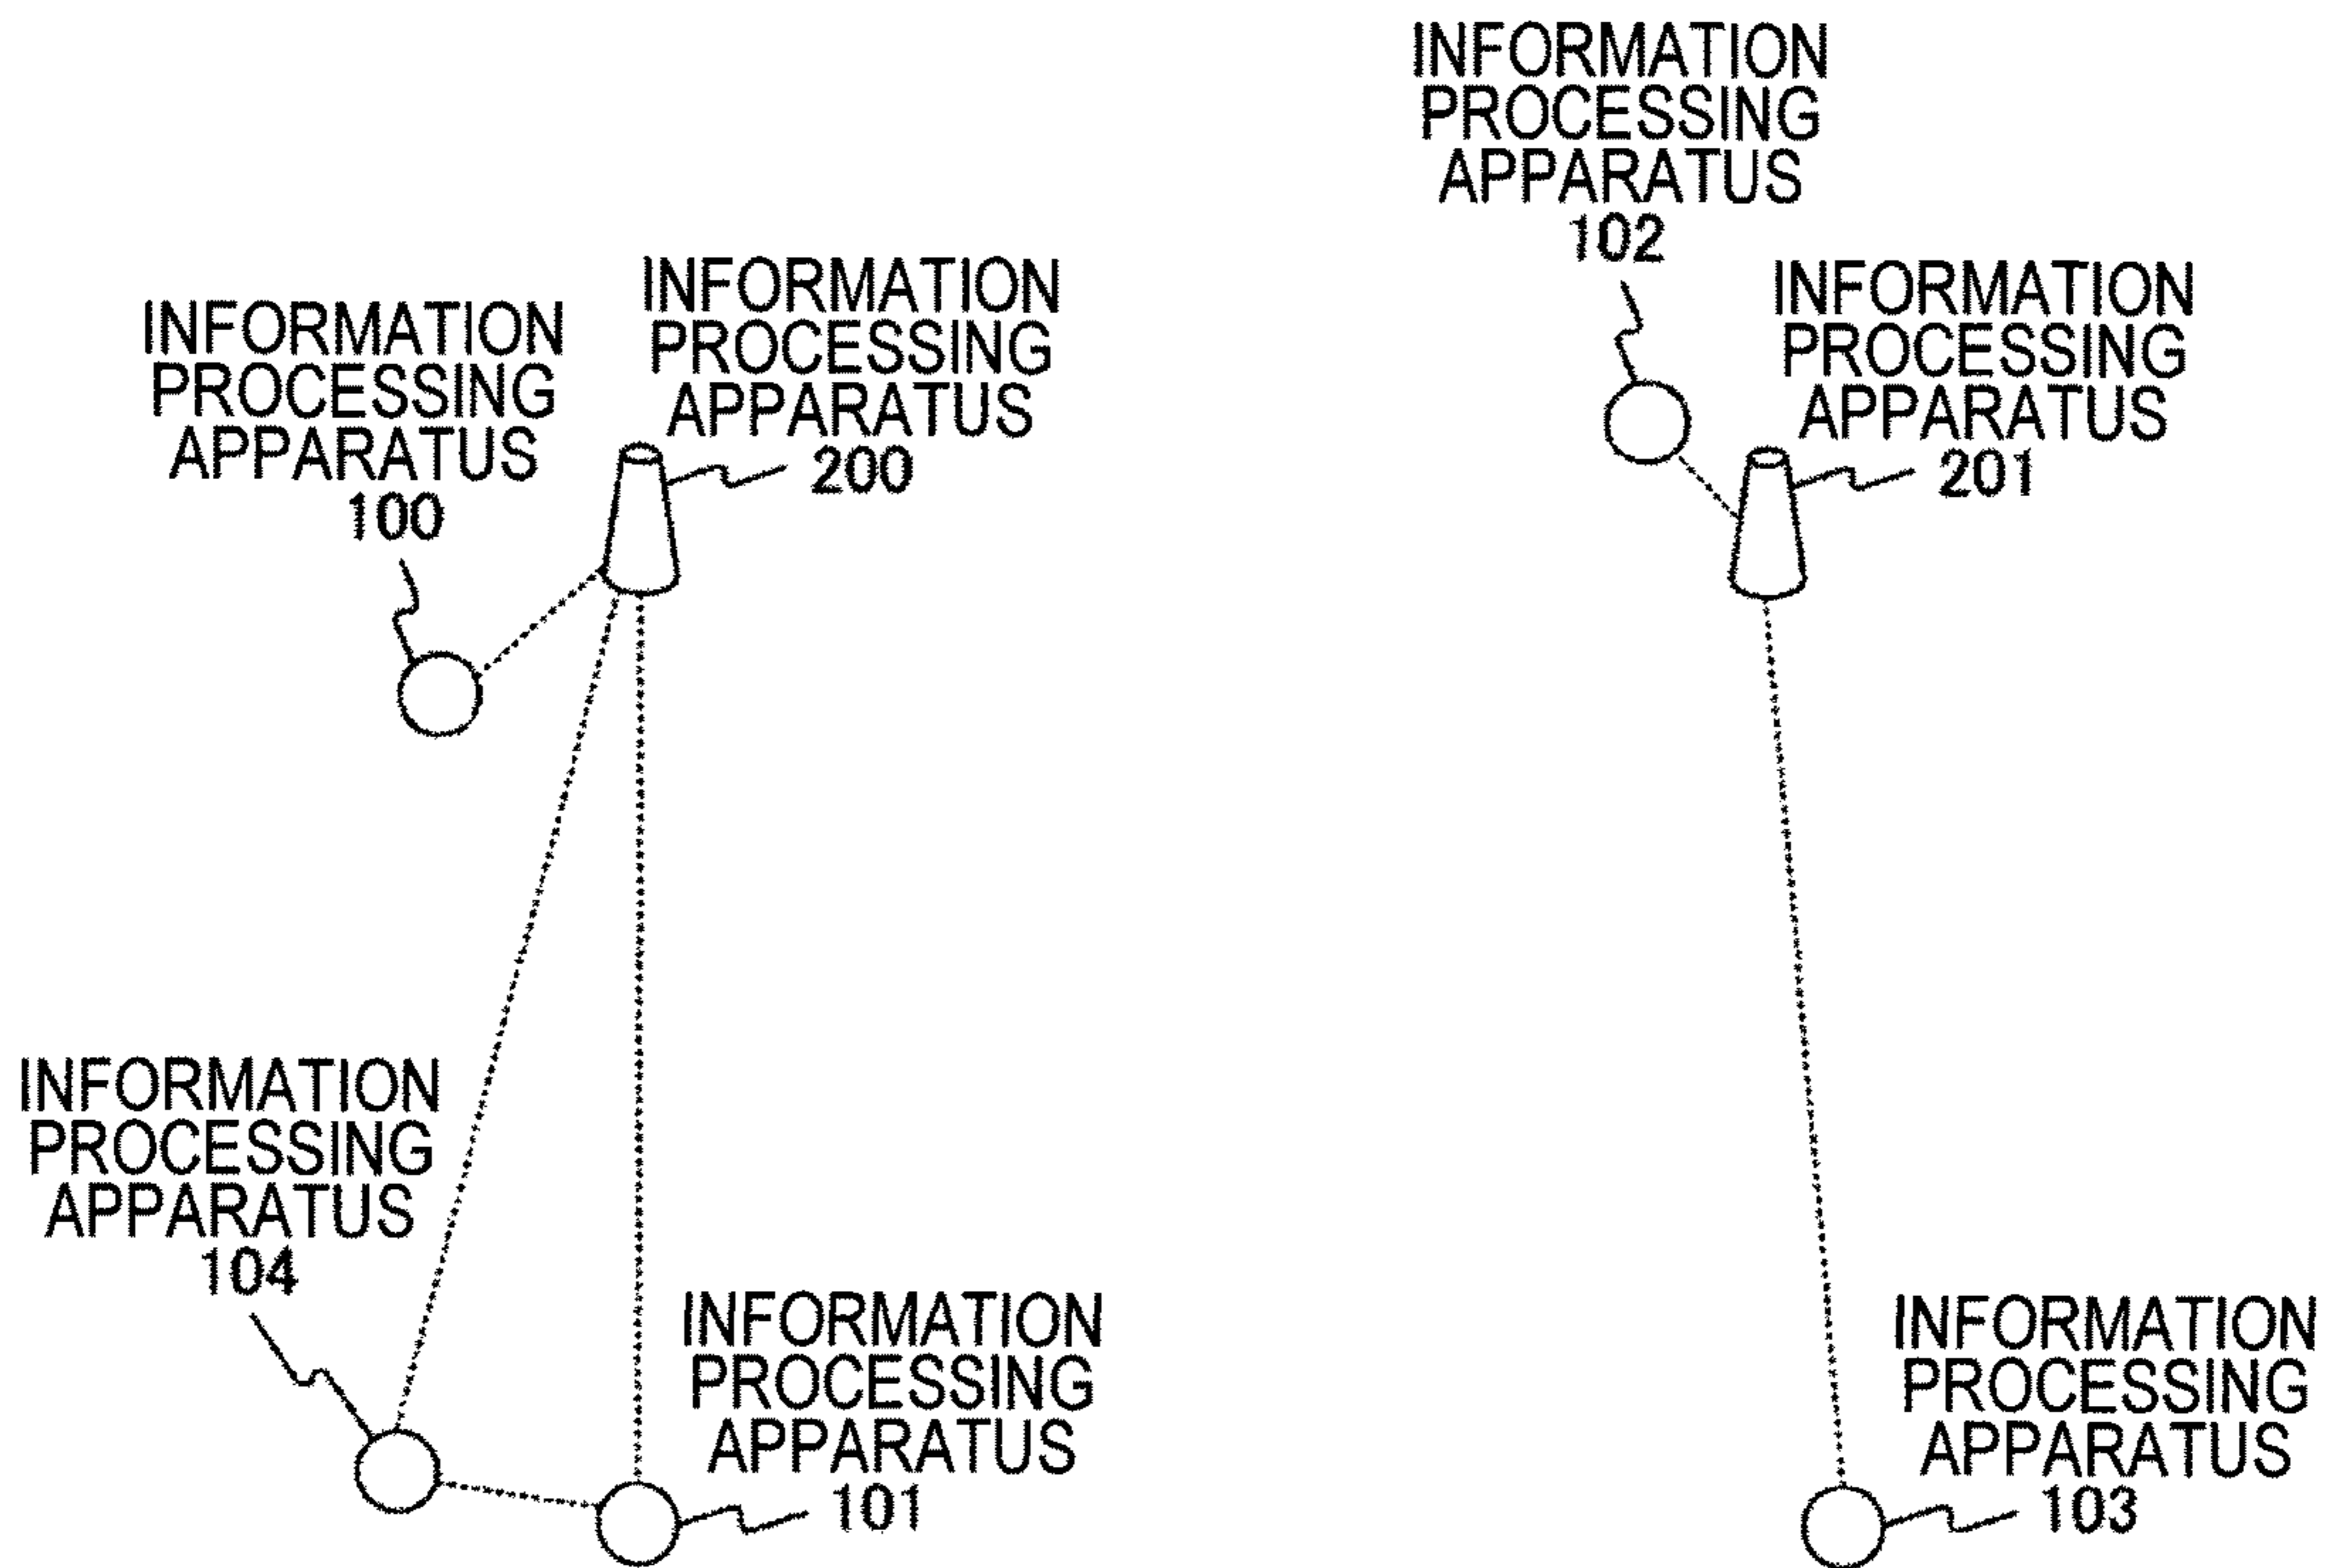 INFORMATION
PROCESSING
APPARATUS
102
INFORMATION
PROCESSING
APPARATUS
200
INFORMATION
PROCESSING
APPARATUS
201
INFORMATION
PROCESSING
APPARATUS
100
INFORMATION
PROCESSING
APPARATUS
104
INFORMATION
PROCESSING
APPARATUS
101
INFORMATION
PROCESSING
APPARATUS
103